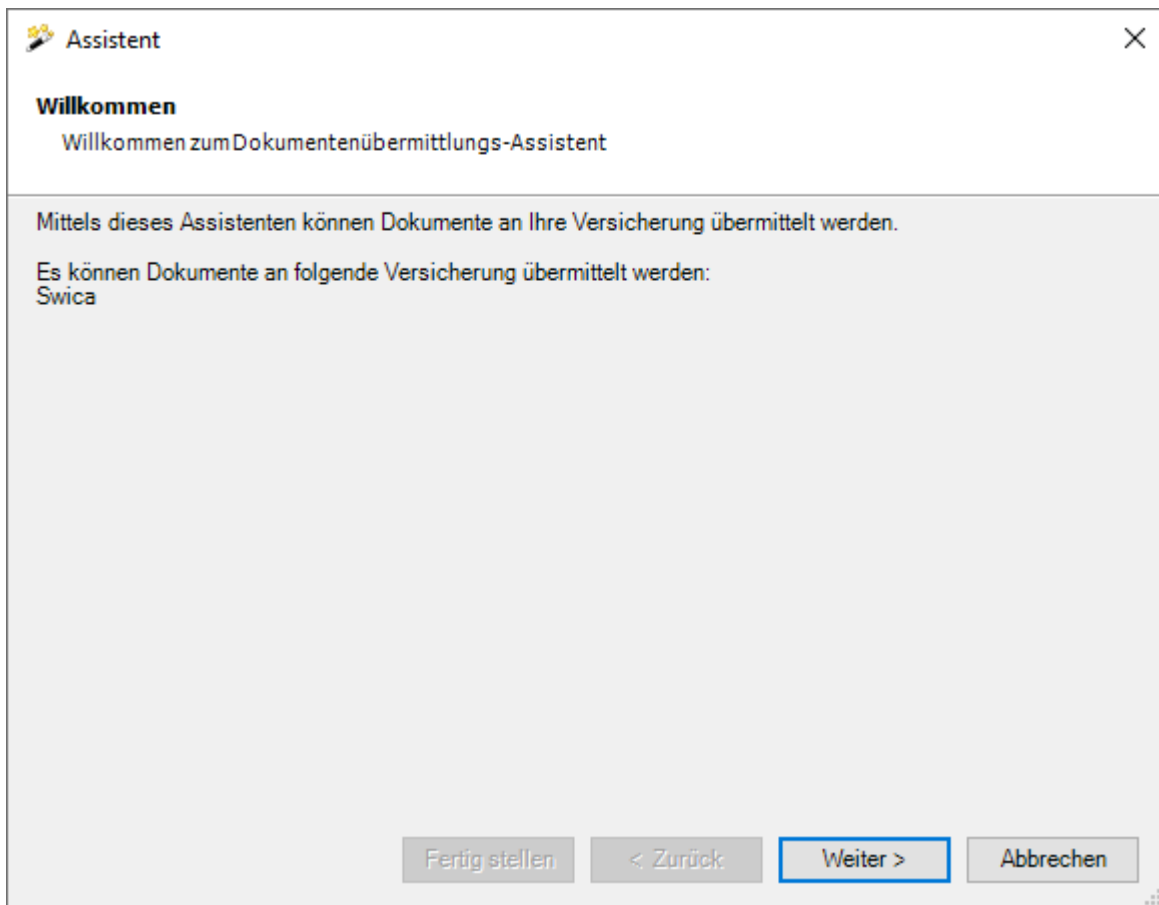 Assistent
Willkommen
Willkommen zum Dokumentenübermittlungs-Assistent
Mittels dieses Assistenten können Dokumente an Ihre Versicherung übermittelt werden.
Es können Dokumente an folgende Versicherung übermittelt werden:
Swica
Fertig stellen
< Zurück
Weiter >
Abbrechen